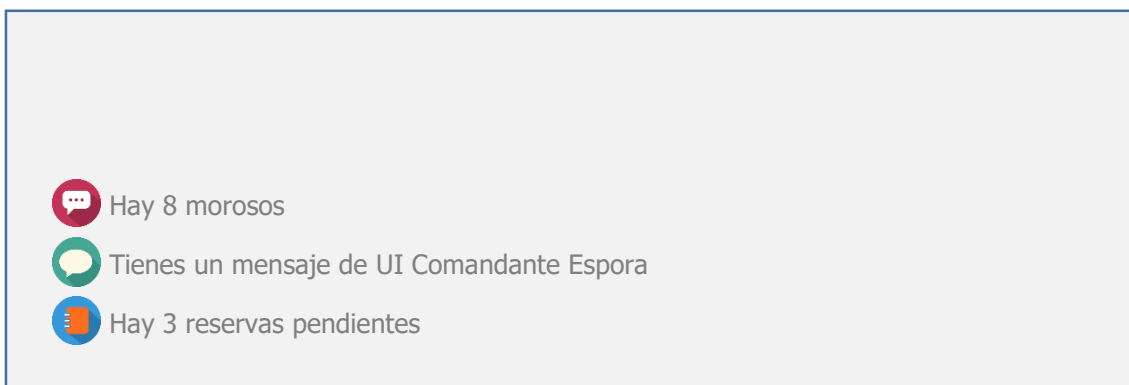 Hay 8 morosos
Tienes un mensaje de UI Comandante Espora
Hay 3 reservas pendientes